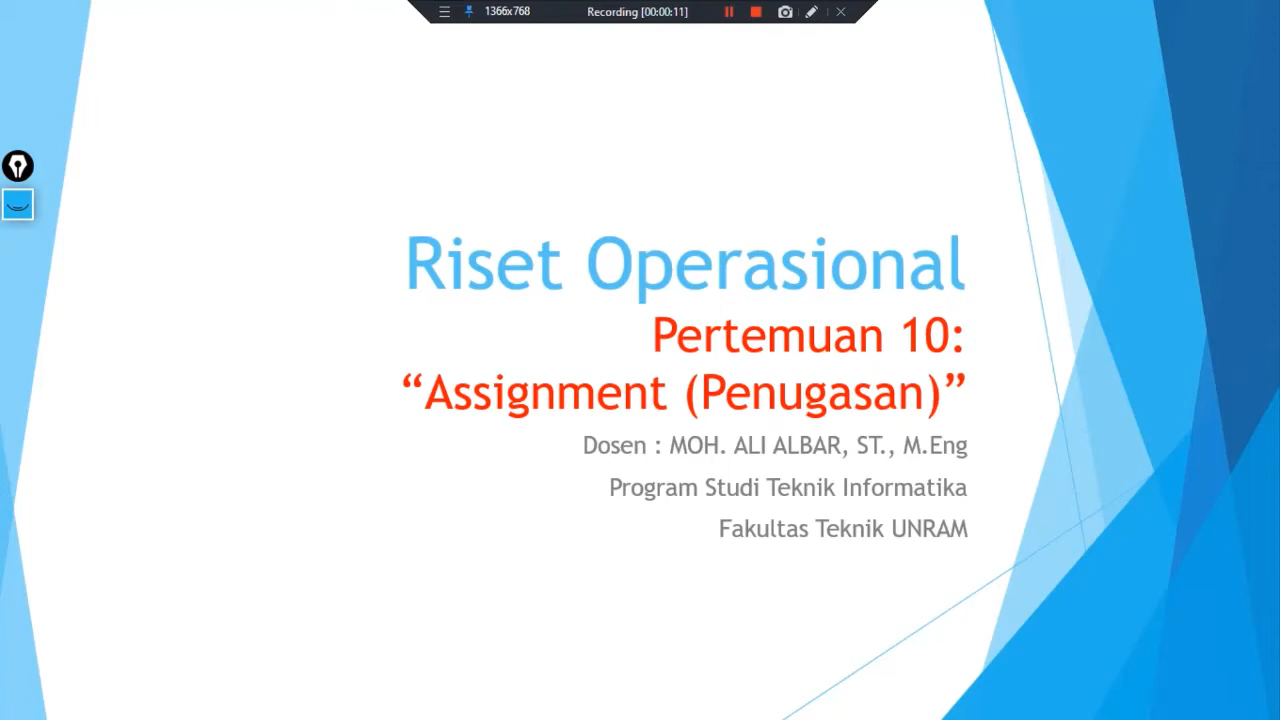 1366x768 Recording [00:00:11]
Riset Operasional
Pertemuan 10:
“Assignment (Penugasan)”
Dosen : MOH. ALI ALBAR, ST., M.Eng
Program Studi Teknik Informatika
Fakultas Teknik UNRAM